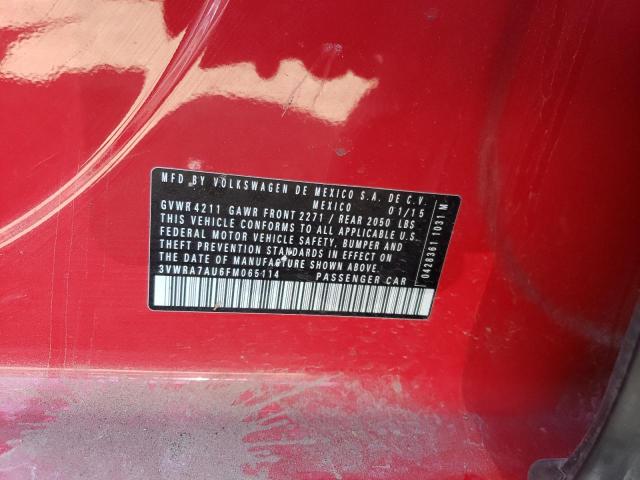 MFD BY VOLKSWAGEN DE MEXICO S.A. DE C.V.
MEXICO 01/15
GVWR 4211 GAWR FRONT 2271 / REAR 2050 LBS
THIS VEHICLE CONFORMS TO ALL APPLICABLE U.S.
FEDERAL MOTOR VEHICLE SAFETY, BUMPER AND
THEFT PREVENTION STANDARDS IN EFFECT ON
THE DATE OF MANUFACTURE SHOWN ABOVE.
3VWRA7AU6FM065114 PASSENGER CAR
0428361 1031 M